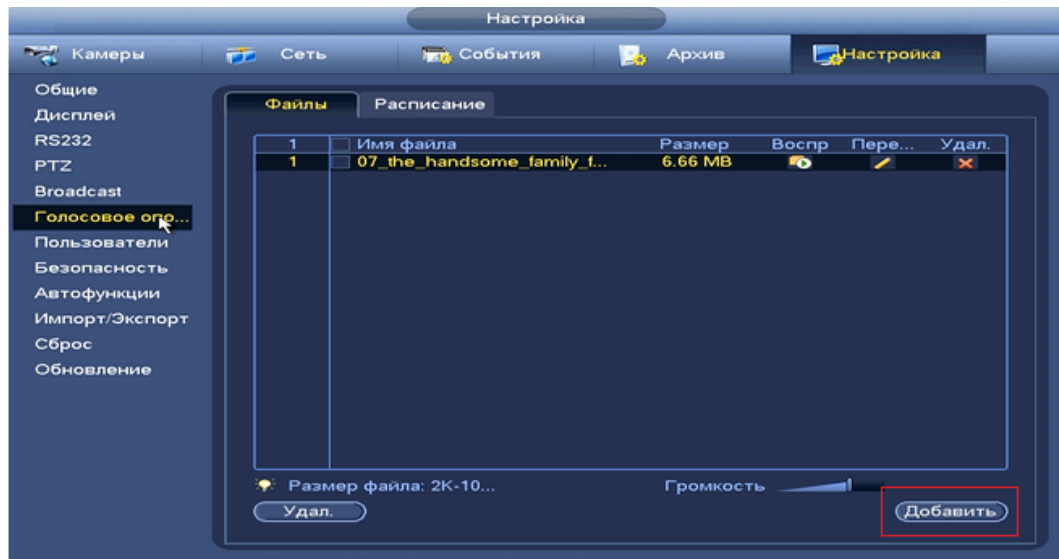 Настройка
Камеры Сеть События Архив Настройка
Общие
Дисплей
RS232
PTZ
Broadcast
Голосовое опо...
Пользователи
Безопасность
Автофункции
Импорт/Экспорт
Сброс
Обновление
Файлы Расписание
1 Имя файла Размер Воспр Пере... Удал.
1 07_the_handsome_family_f... 6.66 MB
Размер файла: 2K-10... Громкость
Удал. Добавить